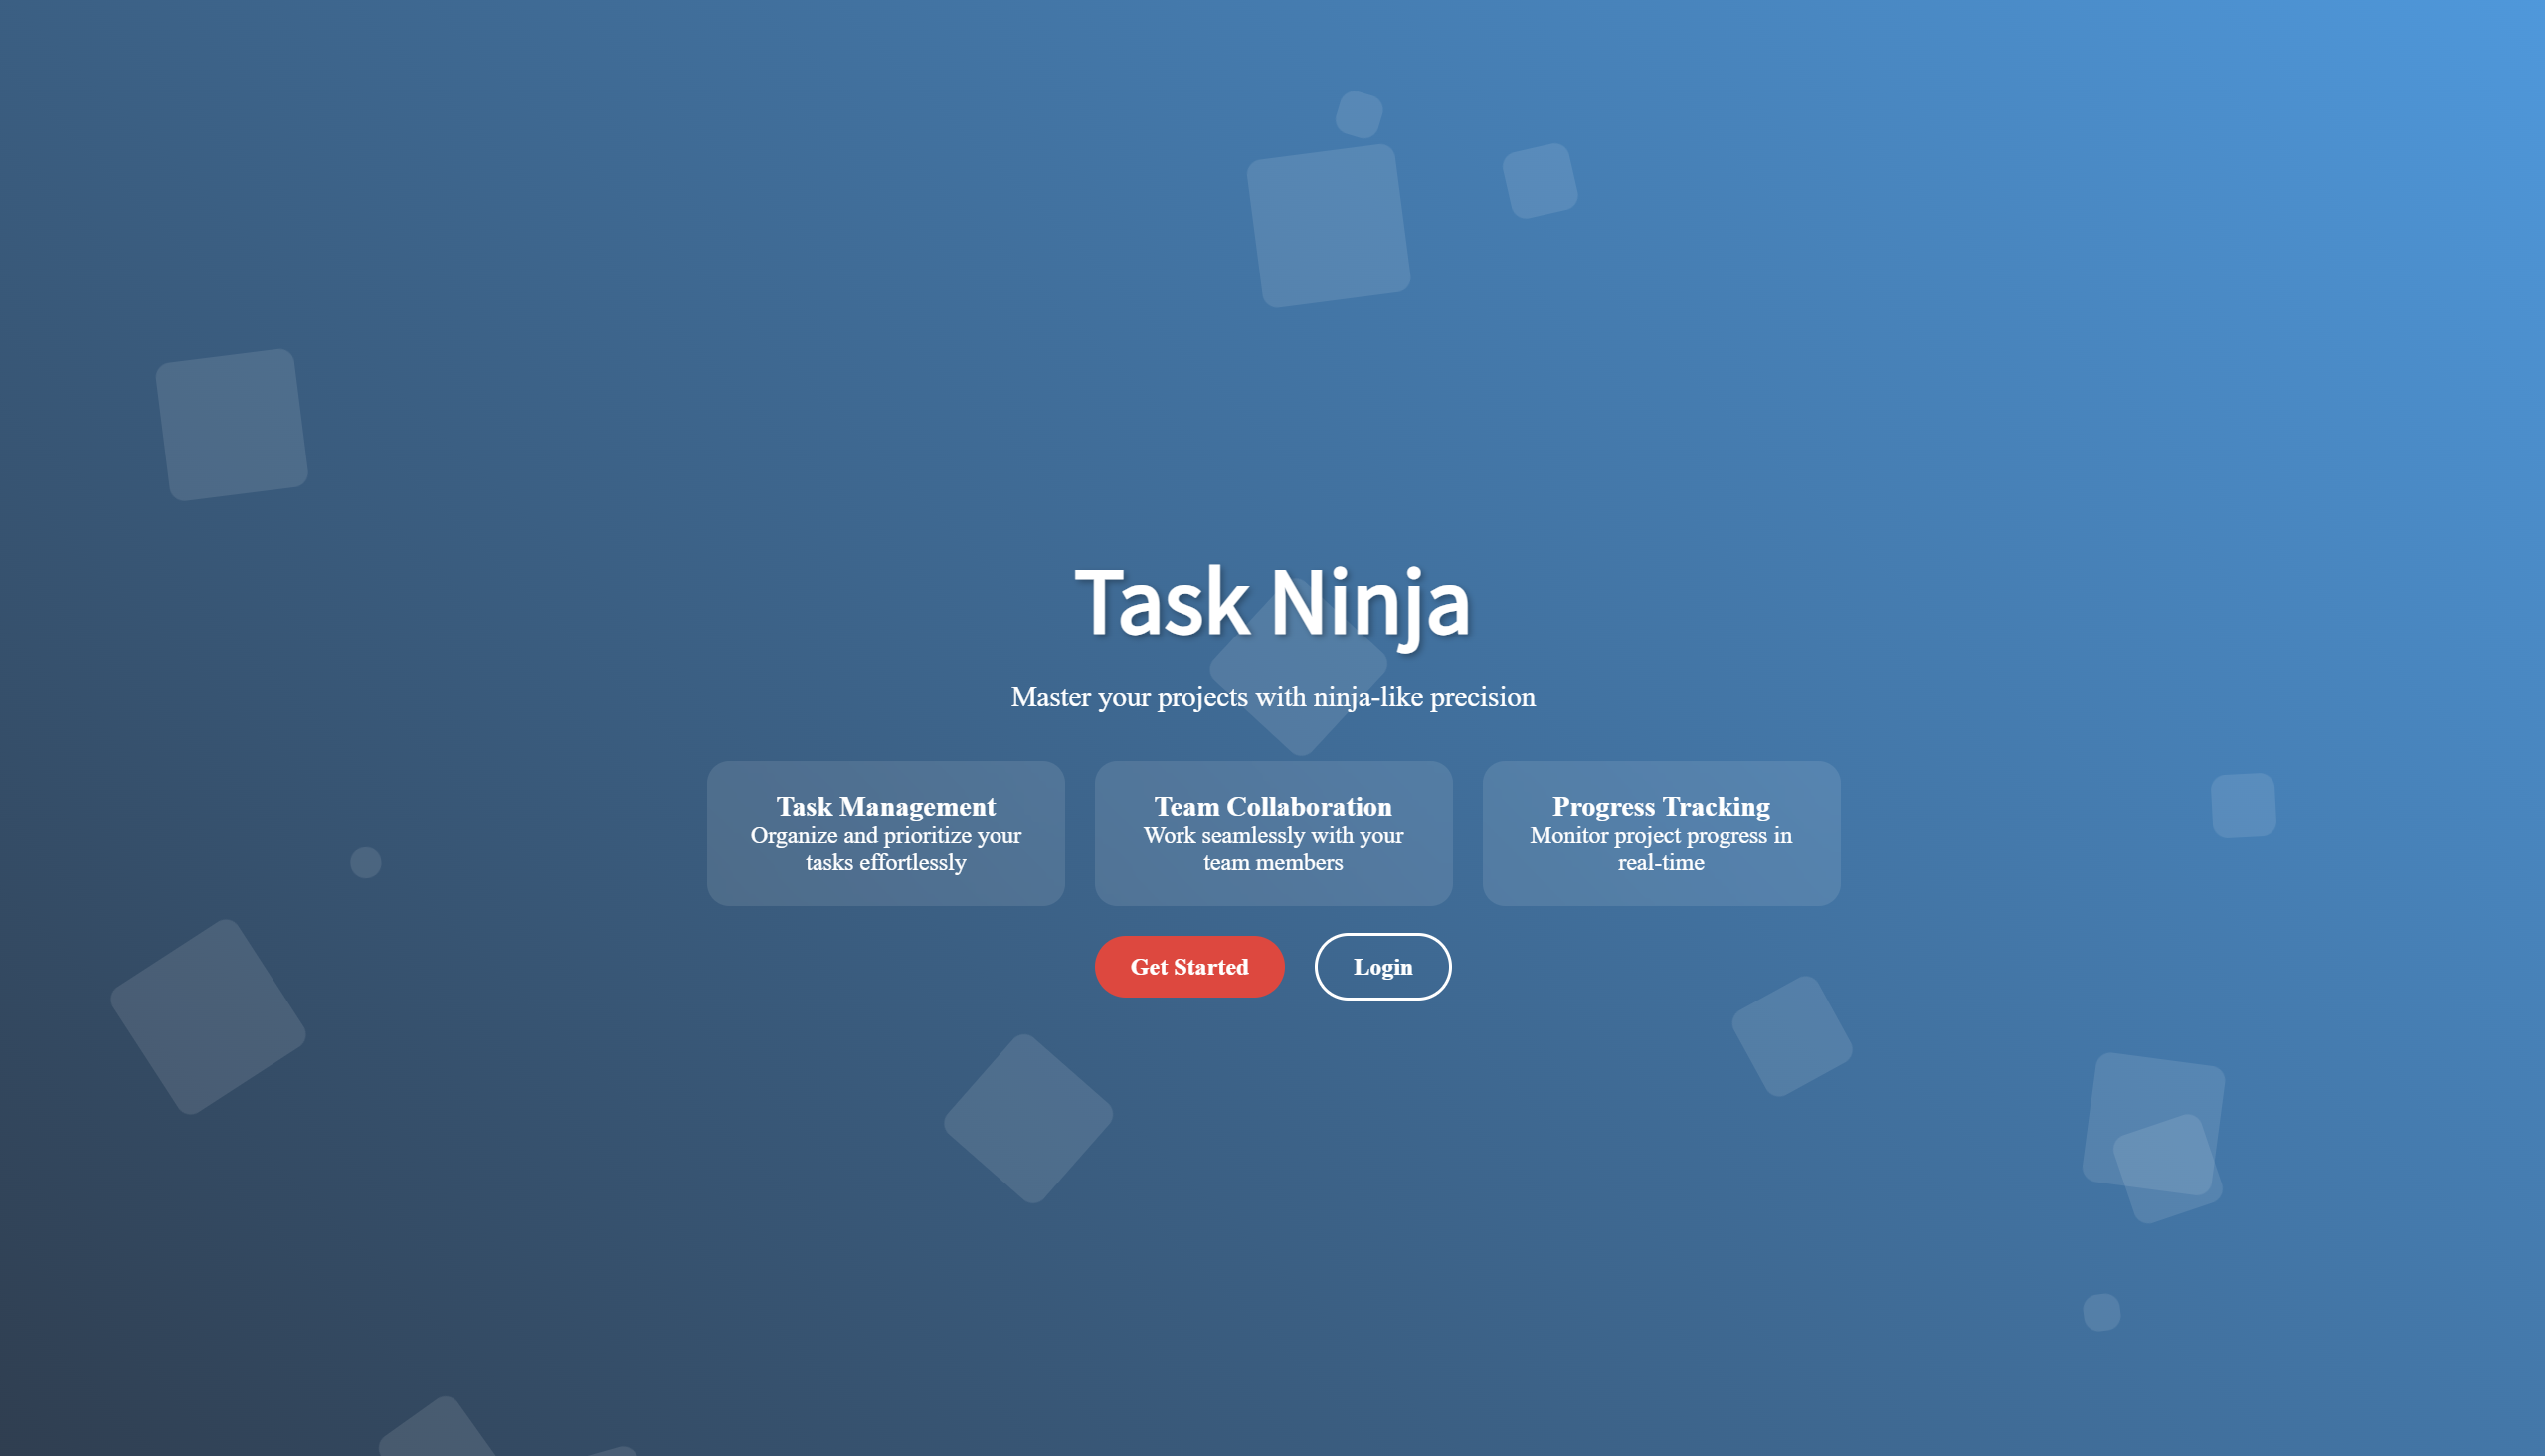 Task Ninja
Master your projects with ninja-like precision
Task Management
Organize and prioritize your
tasks effortlessly
Team Collaboration
Work seamlessly with your
team members
Progress Tracking
Monitor project progress in
real-time
Get Started
Login